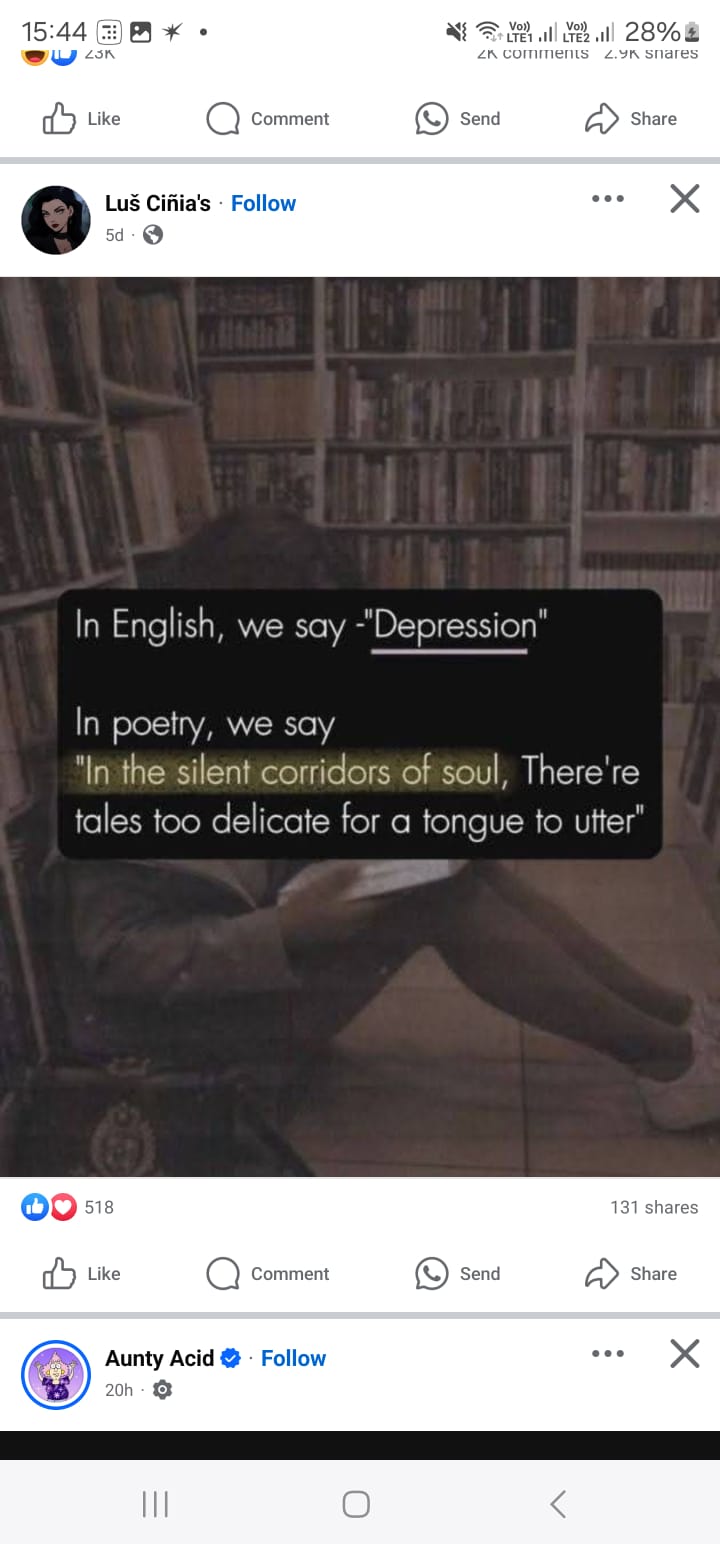 15:44 Vo)) LTE1 Vo)) LTE2 28%
23K 2K comments 2.9K shares
Like Comment Send Share
Luš Ciñia's · Follow
5d ·
In English, we say -"Depression"
In poetry, we say
"In the silent corridors of soul, There're
tales too delicate for a tongue to utter"
518 131 shares
Like Comment Send Share
Aunty Acid · Follow
20h ·